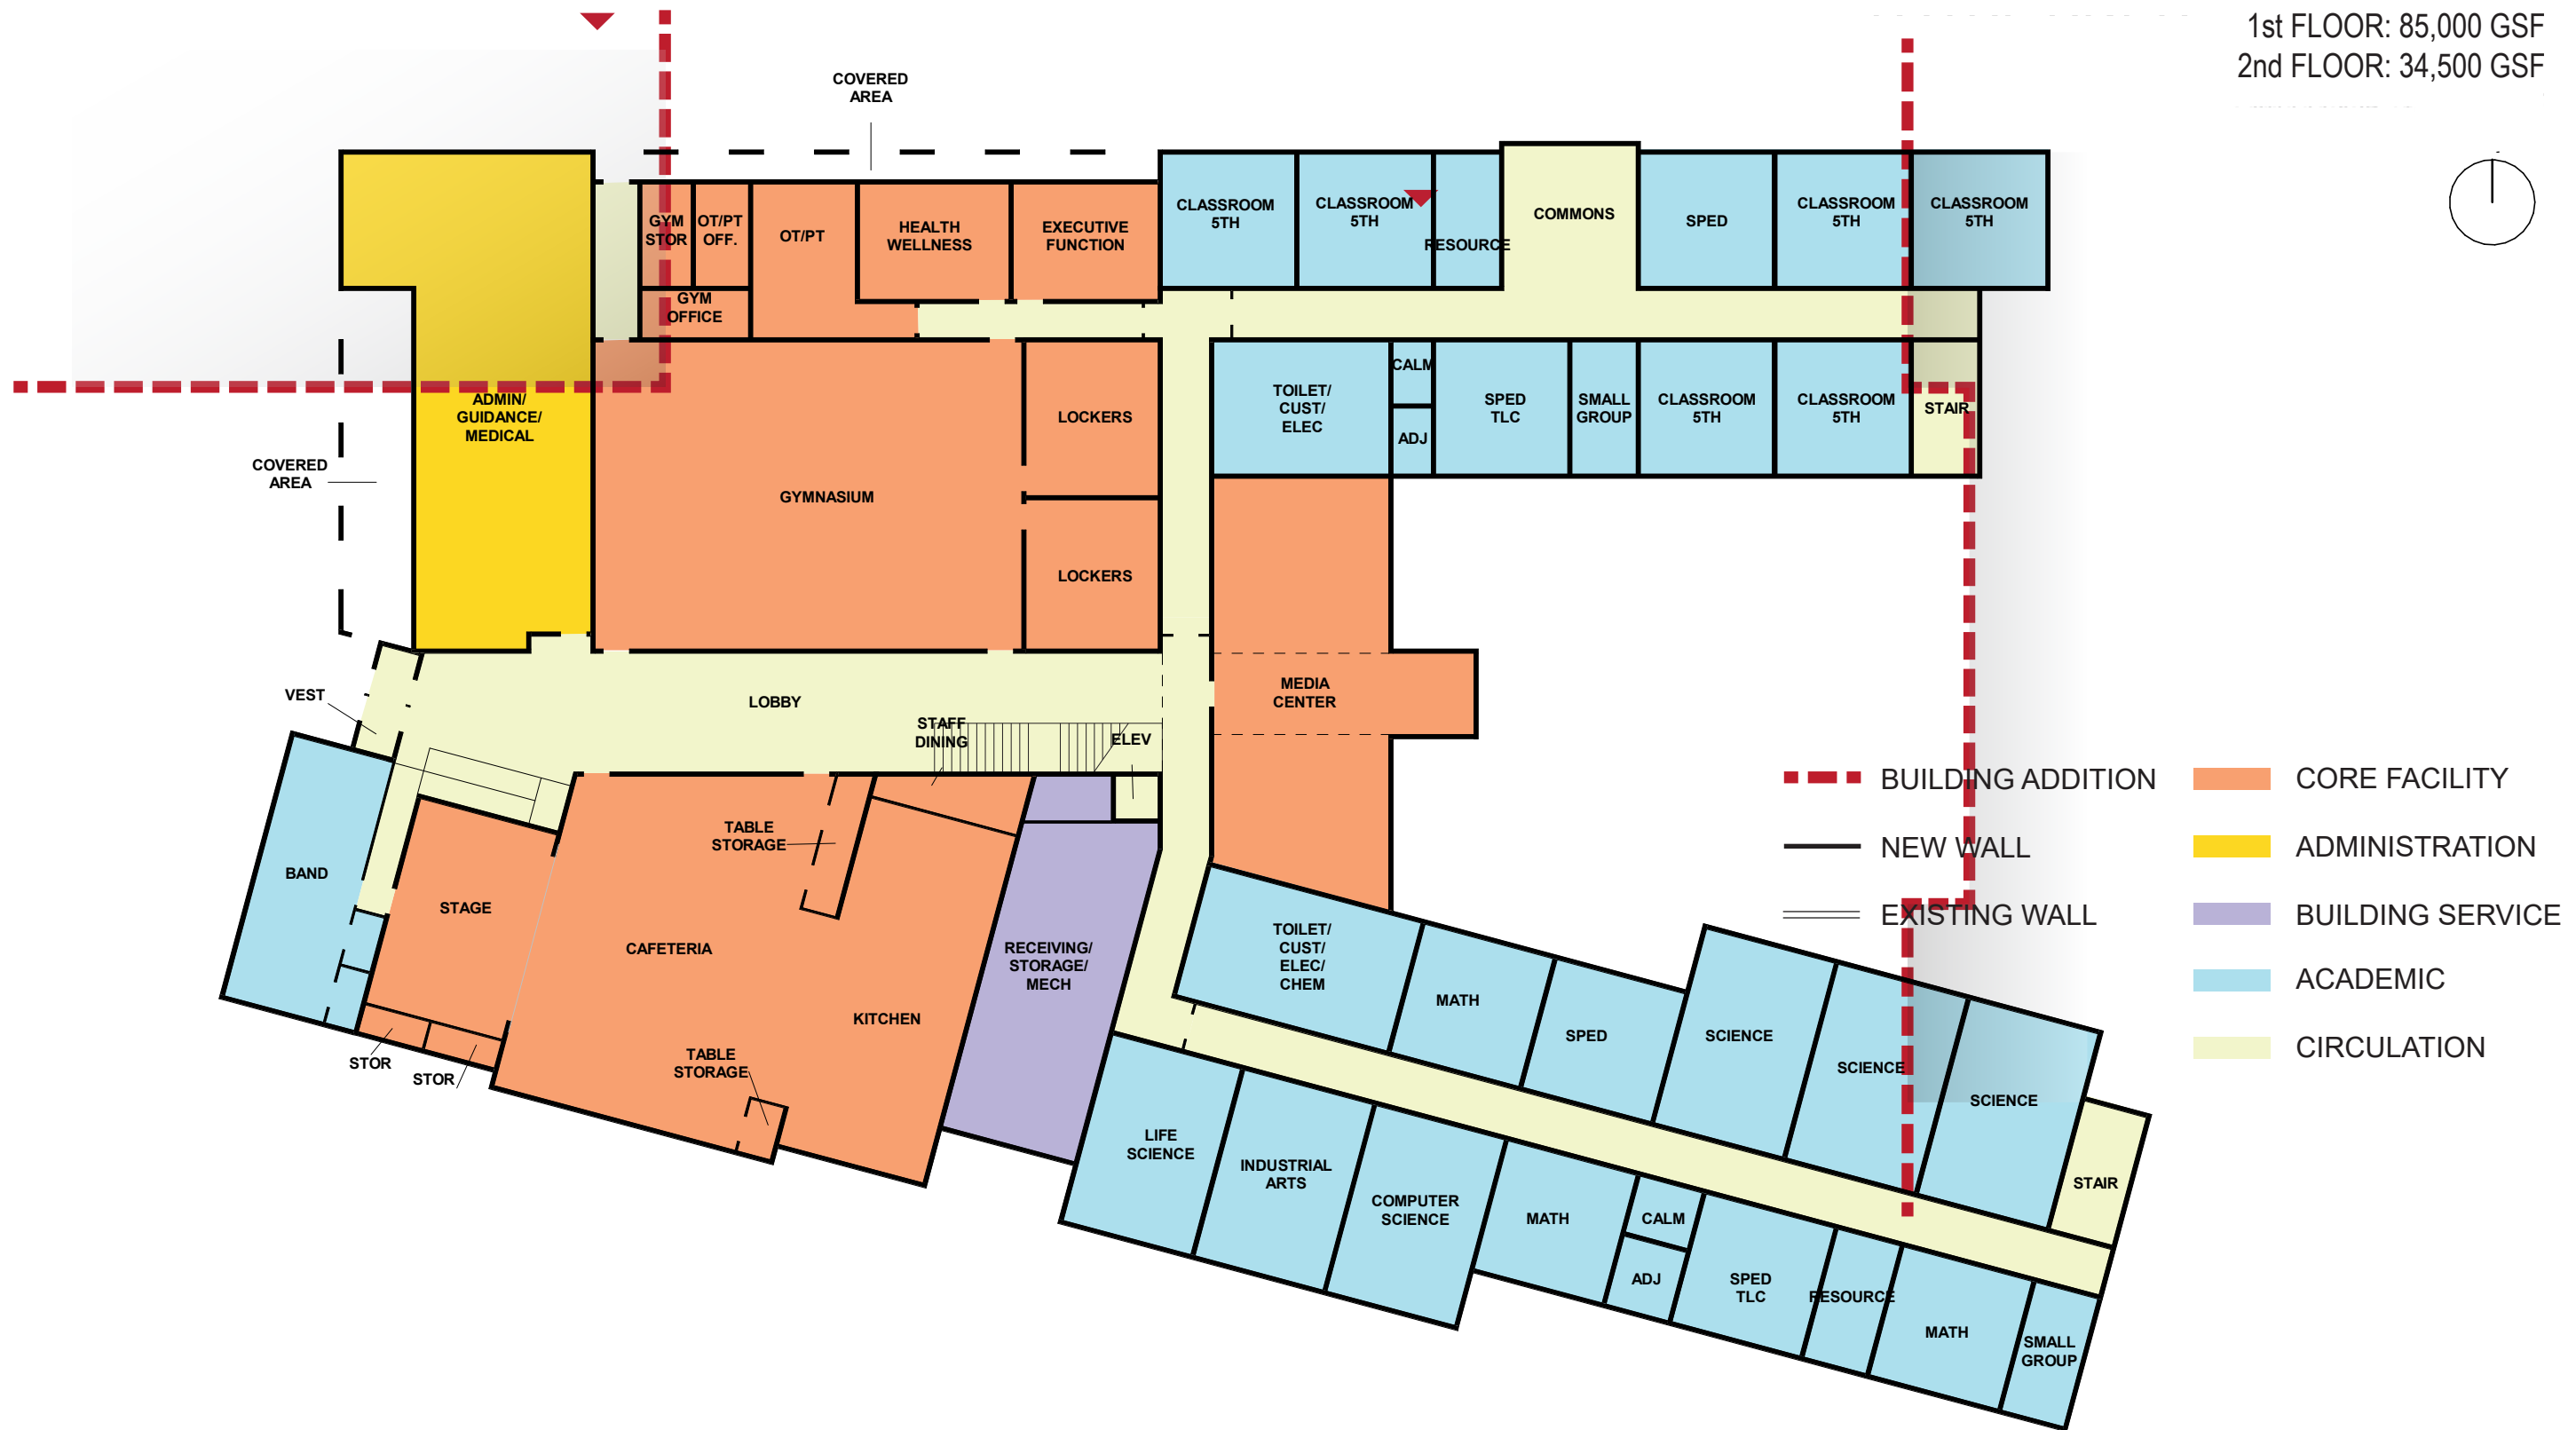 1st FLOOR: 85,000 GSF
2nd FLOOR: 34,500 GSF
COVERED
AREA
CLASSROOM
5TH
CLASSROOM
5TH
RESOURCE
COMMONS
SPED
CLASSROOM
5TH
CLASSROOM
5TH
GYM
STOR
OT/PT
OFF.
OT/PT
HEALTH
WELLNESS
EXECUTIVE
FUNCTION
GYM
OFFICE
ADMIN/
GUIDANCE/
MEDICAL
COVERED
AREA
GYMNASIUM
LOCKERS
LOCKERS
TOILET/
CUST/
ELEC
CALM
ADJ
SPED
TLC
SMALL
GROUP
CLASSROOM
5TH
CLASSROOM
5TH
STAIR
VEST
LOBBY
STAFF
DINING
ELEV
MEDIA
CENTER
BAND
STAGE
TABLE
STORAGE
CAFETERIA
KITCHEN
RECEIVING/
STORAGE/
MECH
STOR
STOR
TABLE
STORAGE
TOILET/
CUST/
ELEC/
CHEM
MATH
SPED
SCIENCE
SCIENCE
SCIENCE
STAIR
LIFE
SCIENCE
INDUSTRIAL
ARTS
COMPUTER
SCIENCE
MATH
CALM
ADJ
SPED
TLC
RESOURCE
MATH
SMALL
GROUP
BUILDING ADDITION
NEW WALL
EXISTING WALL
CORE FACILITY
ADMINISTRATION
BUILDING SERVICE
ACADEMIC
CIRCULATION